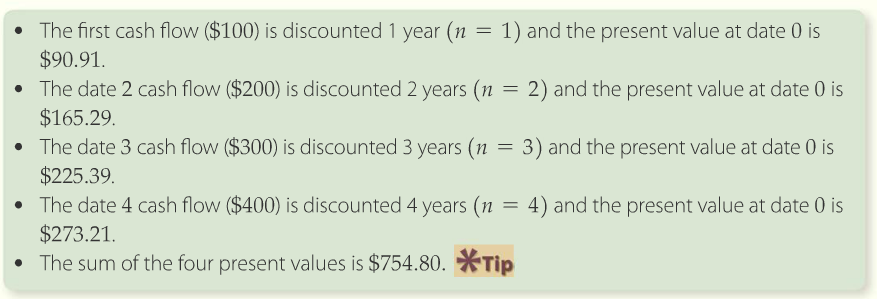 • The first cash flow ($100) is discounted 1 year (n = 1) and the present value at date 0 is
$90.91.
• The date 2 cash flow ($200) is discounted 2 years (n = 2) and the present value at date 0 is
$165.29.
• The date 3 cash flow ($300) is discounted 3 years (n = 3) and the present value at date 0 is
$225.39.
• The date 4 cash flow ($400) is discounted 4 years (n = 4) and the present value at date 0 is
$273.21.
• The sum of the four present values is $754.80. *Tip